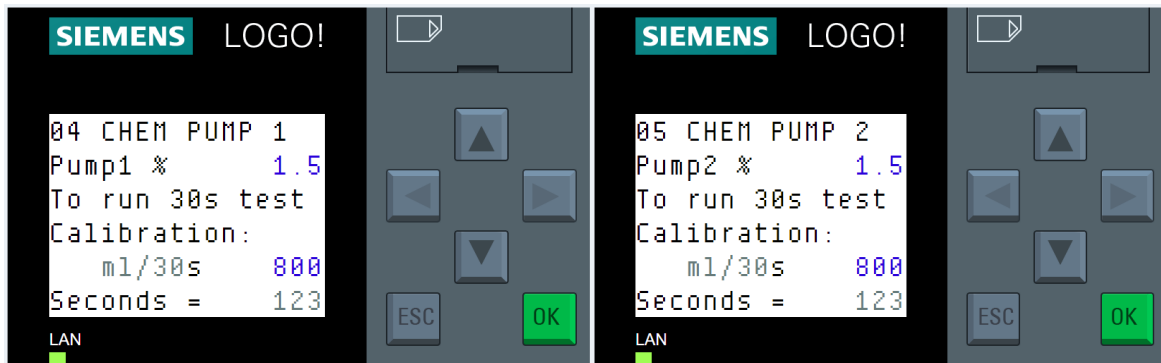 SIEMENS LOGO!
04 CHEM PUMP 1
Pump1 % 1.5
To run 30s test
Calibration:
ml/30s 800
Seconds = 123
ESC OK
LAN
SIEMENS LOGO!
05 CHEM PUMP 2
Pump2 % 1.5
To run 30s test
Calibration:
ml/30s 800
Seconds = 123
ESC OK
LAN